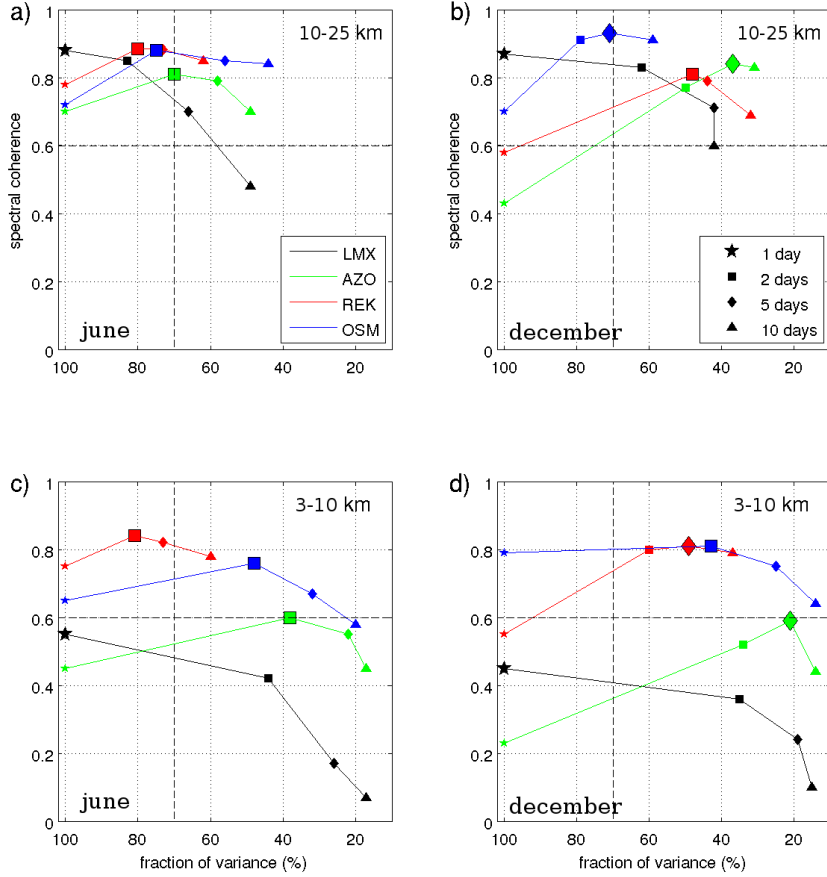 a)
10-25 km
1
0.8
0.6
0.4
0.2
0
spectral coherence
LMX
AZO
REK
OSM
june
100 80 60 40 20
b)
10-25 km
1
0.8
0.6
0.4
0.2
0
spectral coherence
1 day
2 days
5 days
10 days
december
100 80 60 40 20
c)
3-10 km
1
0.8
0.6
0.4
0.2
0
spectral coherence
june
100 80 60 40 20
fraction of variance (%)
d)
3-10 km
1
0.8
0.6
0.4
0.2
0
december
100 80 60 40 20
fraction of variance (%)